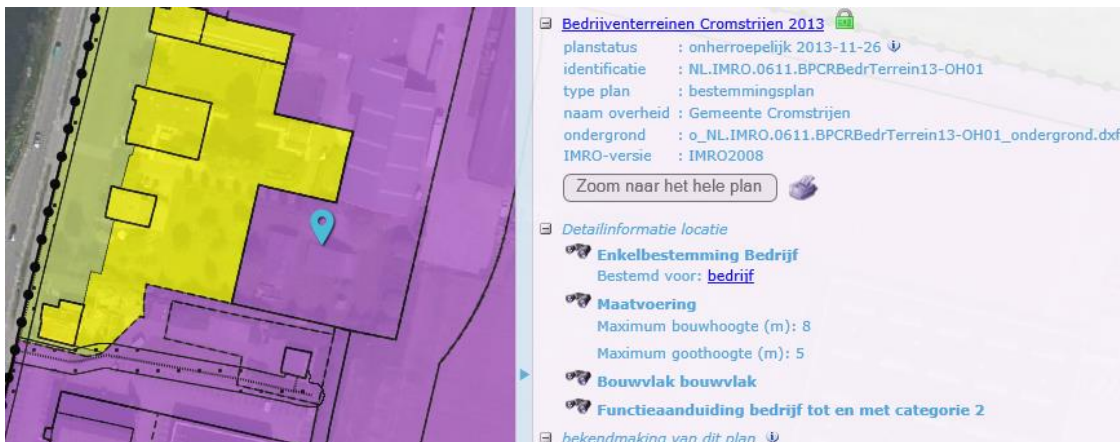 Bedrijventerreinen Cromstrijen 2013
planstatus : onherroepelijk 2013-11-26
identificatie : NL.IMRO.0611.BPCRBedrTerrein13-OH01
type plan : bestemmingsplan
naam overheid : Gemeente Cromstrijen
ondergrond : o_NL.IMRO.0611.BPCRBedrTerrein13-OH01_ondergrond.dxf
IMRO-versie : IMRO2008
Zoom naar het hele plan
Detailinformatie locatie
Enkelbestemming Bedrijf
Bestemd voor: bedrijf
Maatvoering
Maximum bouwhoogte (m): 8
Maximum goothoogte (m): 5
Bouwvlak bouwvlak
Functieaanduiding bedrijf tot en met categorie 2
bekendmaking van dit plan